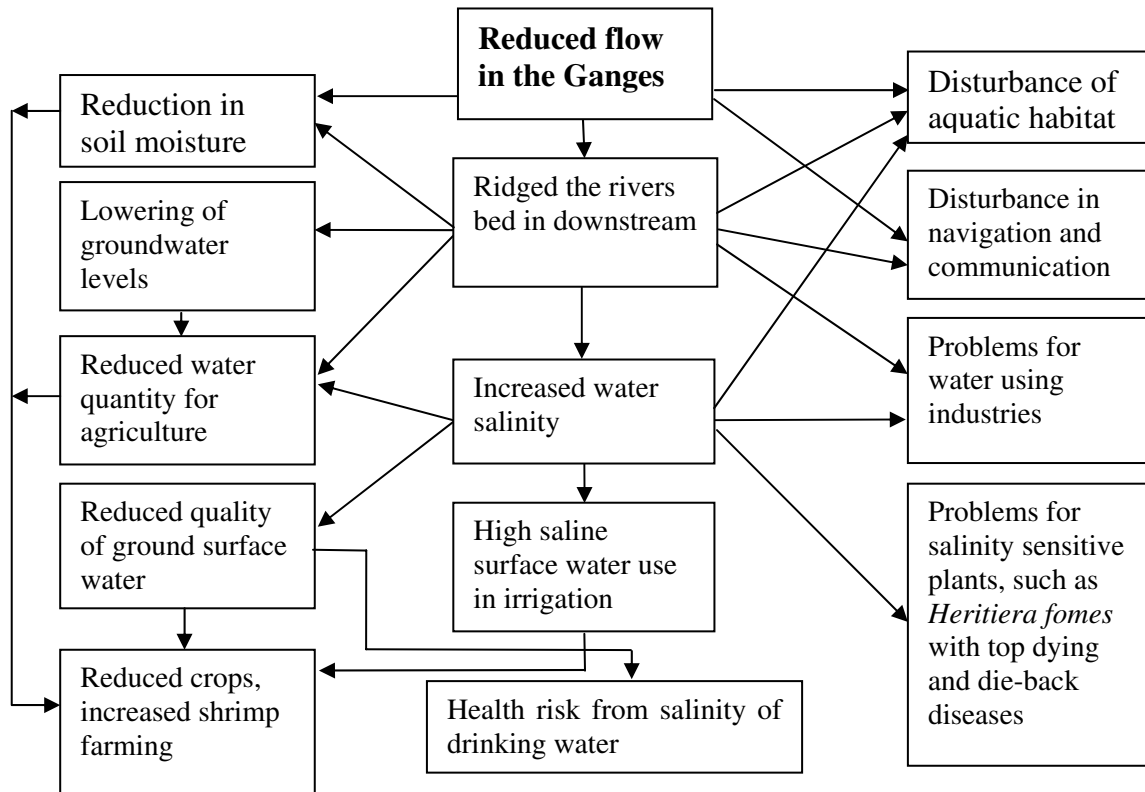 Reduced flow
in the Ganges
Reduction in
soil moisture
Disturbance of
aquatic habitat
Ridged the rivers
bed in downstream
Lowering of
groundwater
levels
Disturbance in
navigation and
communication
Reduced water
quantity for
agriculture
Increased water
salinity
Problems for
water using
industries
Reduced quality
of ground surface
water
High saline
surface water use
in irrigation
Problems for
salinity sensitive
plants, such as
Heritiera fomes
with top dying
and die-back
diseases
Reduced crops,
increased shrimp
farming
Health risk from salinity of
drinking water